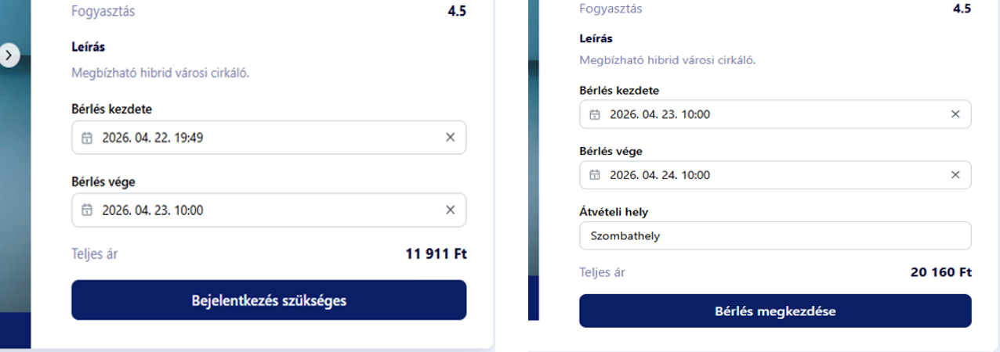 Fogyasztás 4.5
Leírás
Megbízható hibrid városi cirkáló.
Bérlés kezdete
2026. 04. 22. 19:49
Bérlés vége
2026. 04. 23. 10:00
Teljes ár 11 911 Ft
Bejelentkezés szükséges
Fogyasztás 4.5
Leírás
Megbízható hibrid városi cirkáló.
Bérlés kezdete
2026. 04. 23. 10:00
Bérlés vége
2026. 04. 24. 10:00
Átvételi hely
Szombathely
Teljes ár 20 160 Ft
Bérlés megkezdése